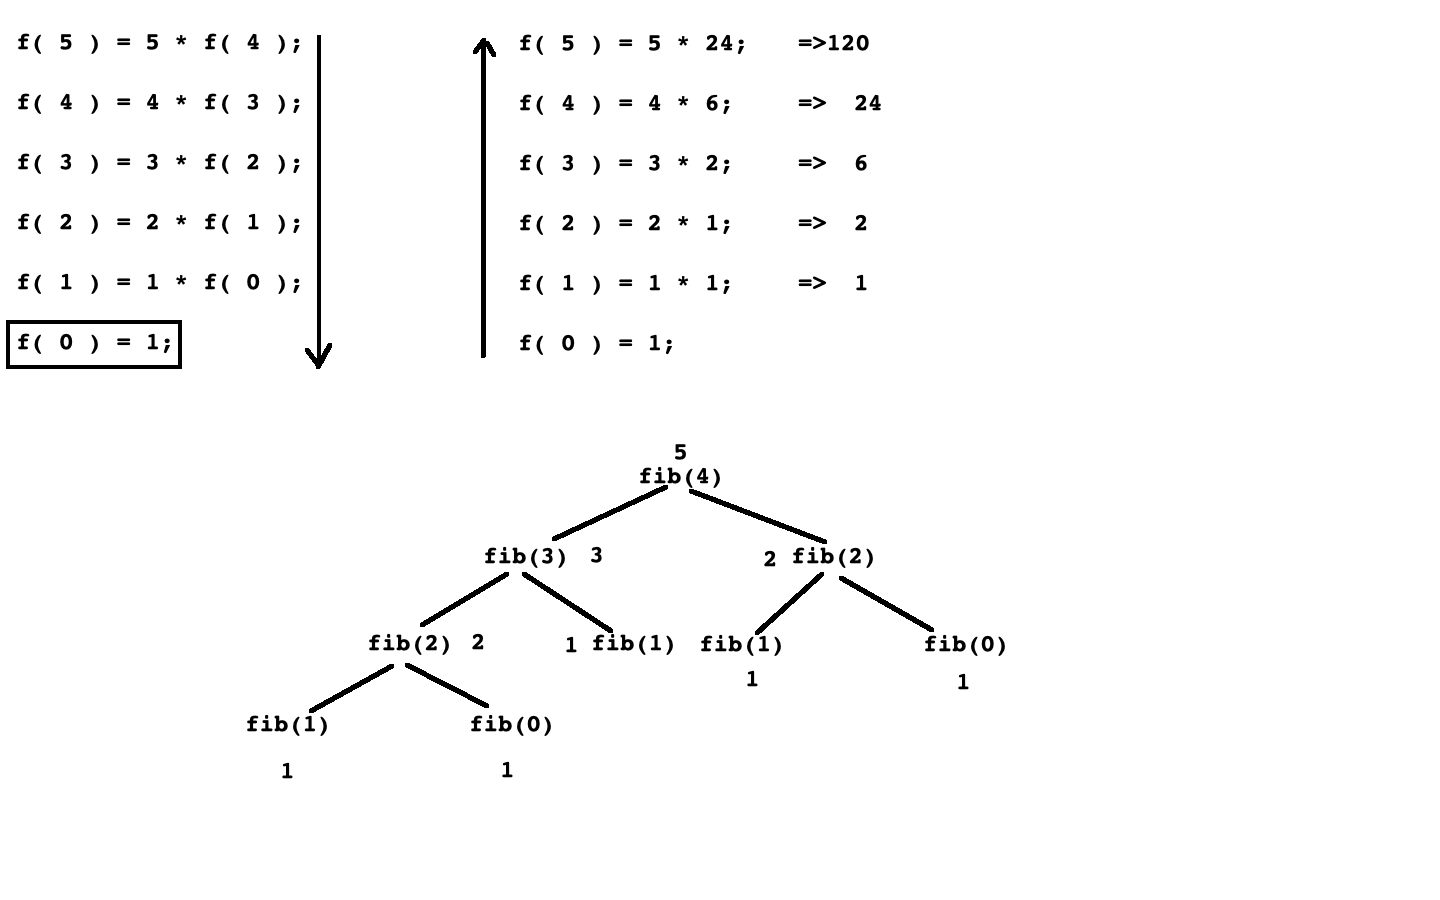 f( 5 ) = 5 * f( 4 );
f( 4 ) = 4 * f( 3 );
f( 3 ) = 3 * f( 2 );
f( 2 ) = 2 * f( 1 );
f( 1 ) = 1 * f( 0 );
f( 0 ) = 1;
f( 5 ) = 5 * 24; =>120
f( 4 ) = 4 * 6; => 24
f( 3 ) = 3 * 2; => 6
f( 2 ) = 2 * 1; => 2
f( 1 ) = 1 * 1; => 1
f( 0 ) = 1;
5
fib(4)
fib(3) 3 2 fib(2)
fib(2) 2 1 fib(1) fib(1) fib(0)
1 1
fib(1) fib(0)
1 1